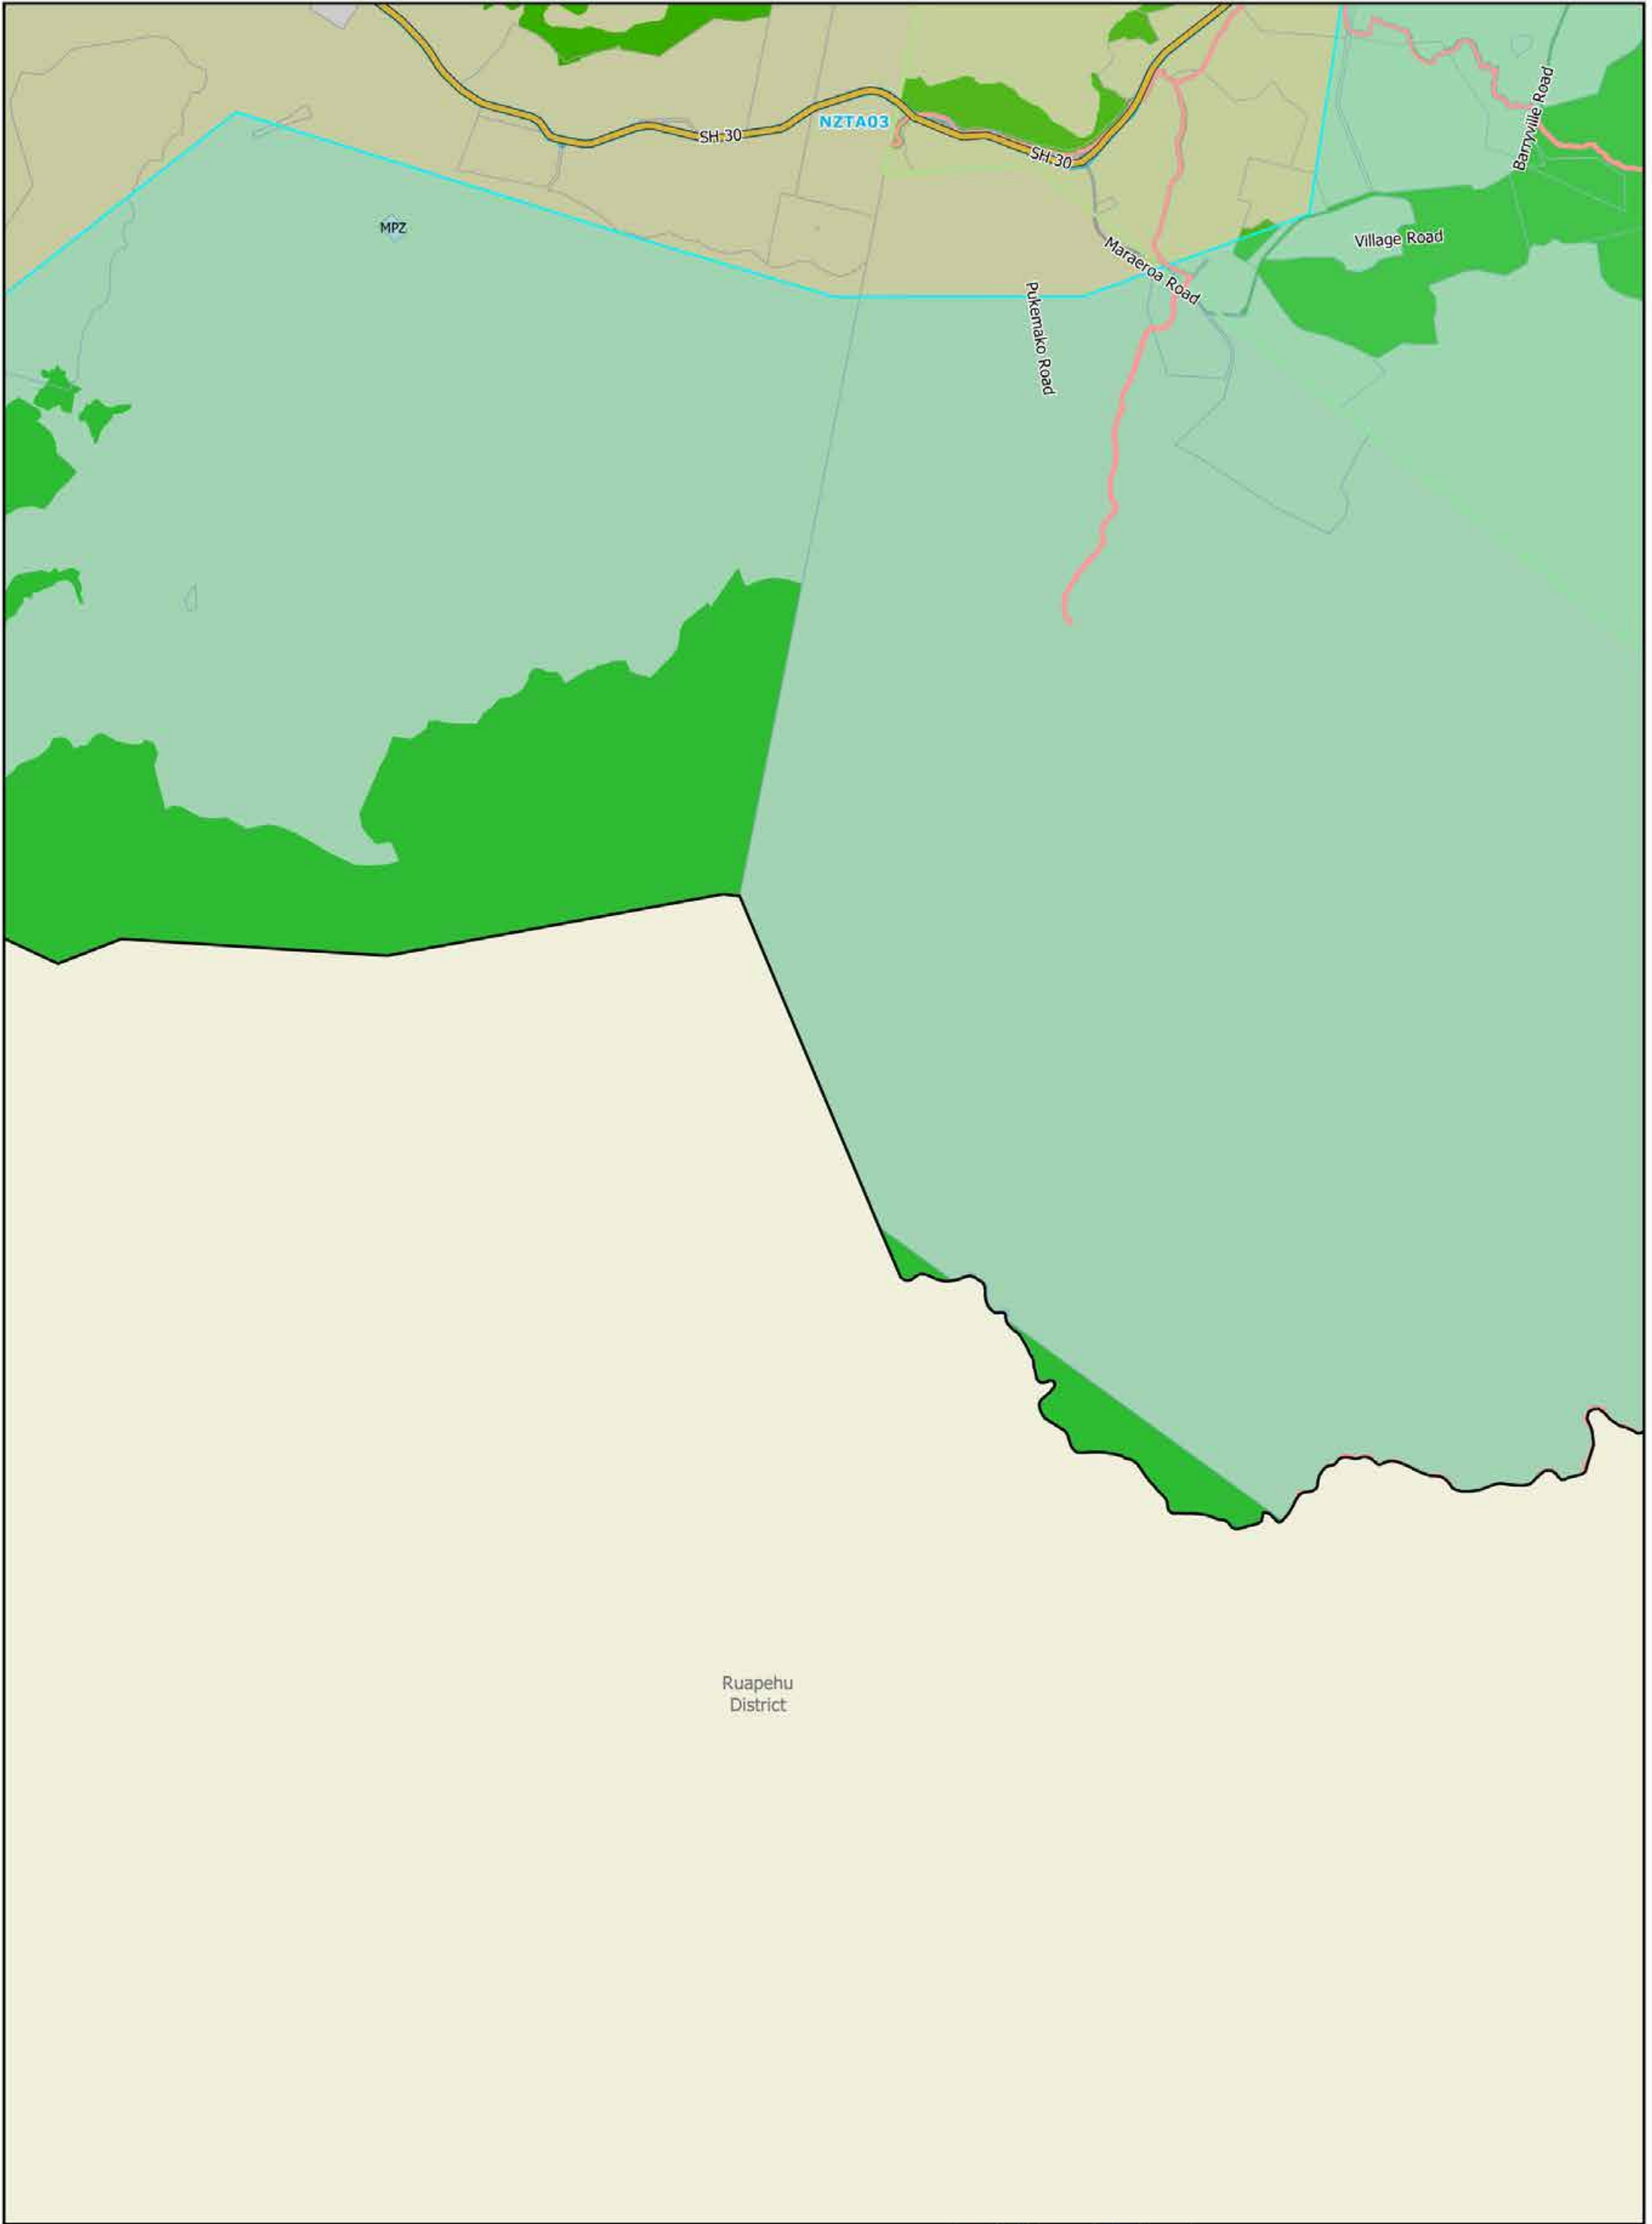 Barryville Road
NZTA03
SH 30
SH 30
MPZ
Village Road
Maraeroa Road
Pukemako Road
Ruapehu
District